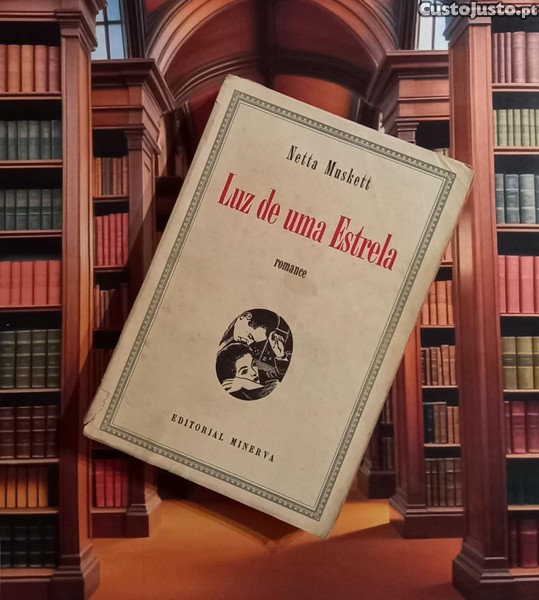 CustoJusto.pt
Netta Muskett
Luz de uma Estrela
romance
EDITORIAL MINERVA